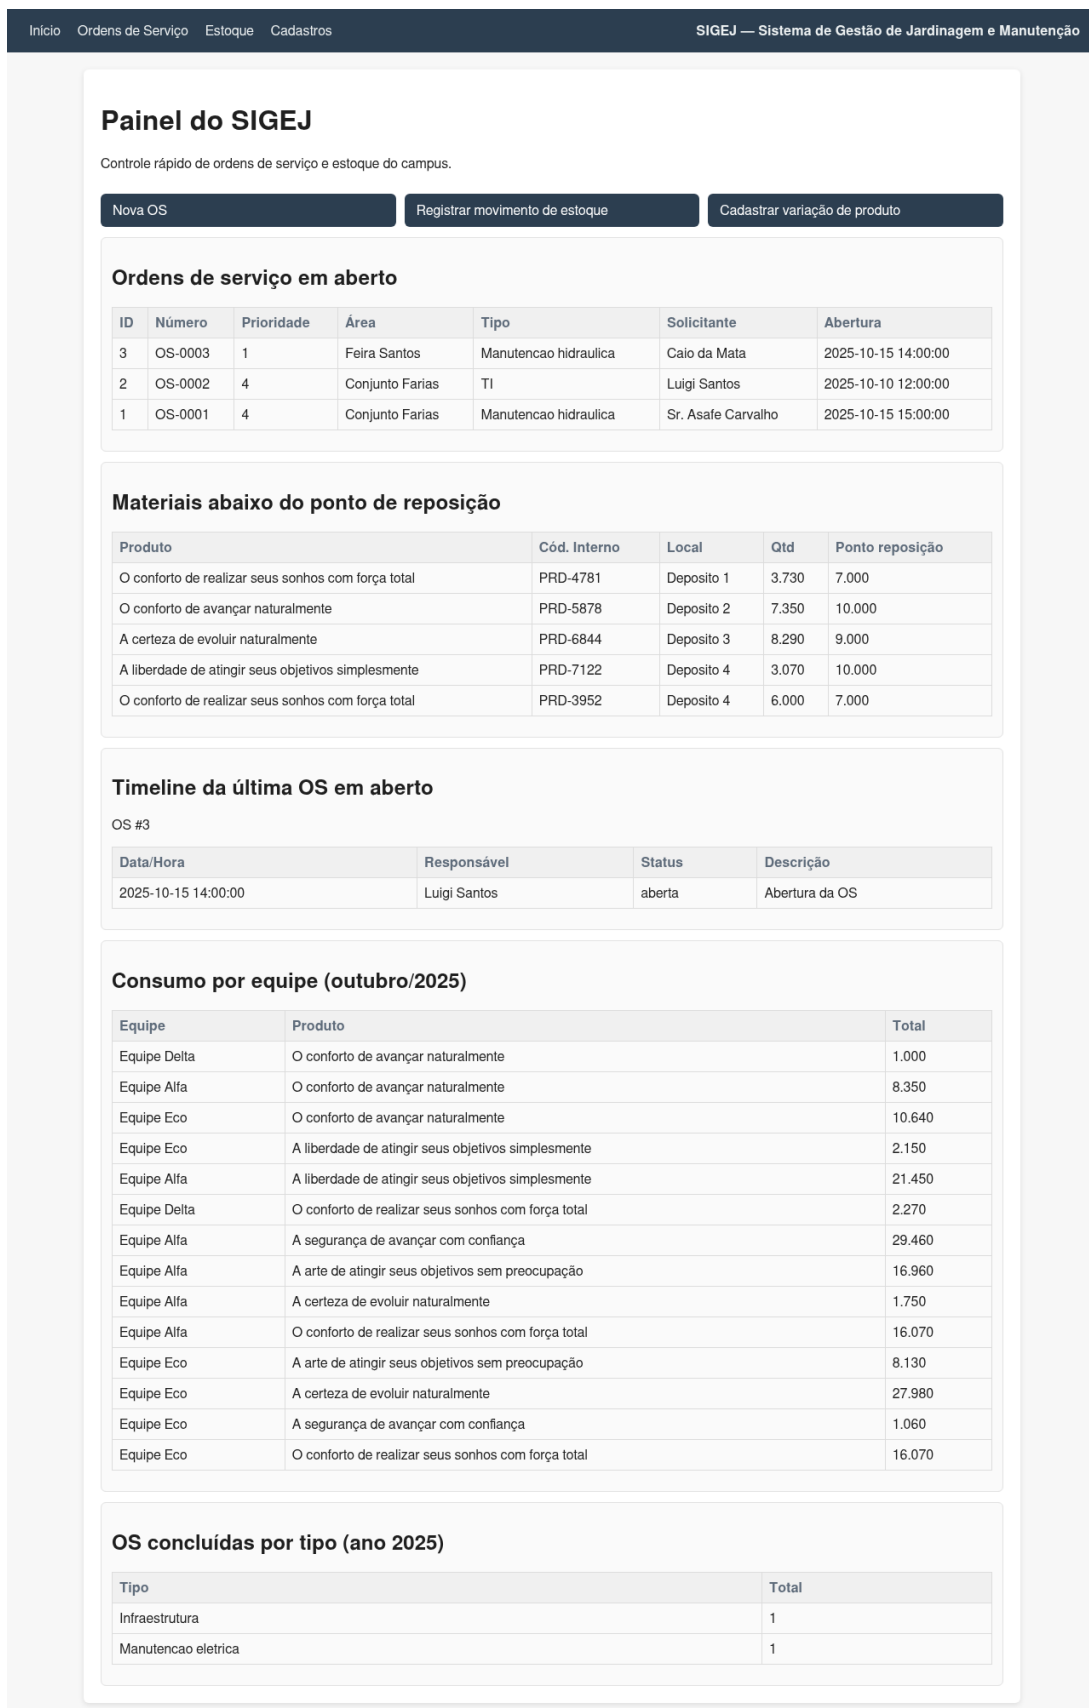 Início Ordens de Serviço Estoque Cadastros SIGEJ — Sistema de Gestão de Jardinagem e Manutenção
Painel do SIGEJ
Controle rápido de ordens de serviço e estoque do campus.
Nova OS Registrar movimento de estoque Cadastrar variação de produto
Ordens de serviço em aberto
ID Número Prioridade Área Tipo Solicitante Abertura
3 OS-0003 1 Feira Santos Manutencao hidraulica Caio da Mata 2025-10-15 14:00:00
2 OS-0002 4 Conjunto Farias TI Luigi Santos 2025-10-10 12:00:00
1 OS-0001 4 Conjunto Farias Manutencao hidraulica Sr. Asafe Carvalho 2025-10-15 15:00:00
Materiais abaixo do ponto de reposição
Produto Cód. Interno Local Qtd Ponto reposição
O conforto de realizar seus sonhos com força total PRD-4781 Deposito 1 3.730 7.000
O conforto de avançar naturalmente PRD-5878 Deposito 2 7.350 10.000
A certeza de evoluir naturalmente PRD-6844 Deposito 3 8.290 9.000
A liberdade de atingir seus objetivos simplesmente PRD-7122 Deposito 4 3.070 10.000
O conforto de realizar seus sonhos com força total PRD-3952 Deposito 4 6.000 7.000
Timeline da última OS em aberto
OS #3
Data/Hora Responsável Status Descrição
2025-10-15 14:00:00 Luigi Santos aberta Abertura da OS
Consumo por equipe (outubro/2025)
Equipe Produto Total
Equipe Delta O conforto de avançar naturalmente 1.000
Equipe Alfa O conforto de avançar naturalmente 8.350
Equipe Eco O conforto de avançar naturalmente 10.640
Equipe Eco A liberdade de atingir seus objetivos simplesmente 2.150
Equipe Alfa A liberdade de atingir seus objetivos simplesmente 21.450
Equipe Delta O conforto de realizar seus sonhos com força total 2.270
Equipe Alfa A segurança de avançar com confiança 29.460
Equipe Alfa A arte de atingir seus objetivos sem preocupação 16.960
Equipe Alfa A certeza de evoluir naturalmente 1.750
Equipe Alfa O conforto de realizar seus sonhos com força total 16.070
Equipe Eco A arte de atingir seus objetivos sem preocupação 8.130
Equipe Eco A certeza de evoluir naturalmente 27.980
Equipe Eco A segurança de avançar com confiança 1.060
Equipe Eco O conforto de realizar seus sonhos com força total 16.070
OS concluídas por tipo (ano 2025)
Tipo Total
Infraestrutura 1
Manutencao eletrica 1